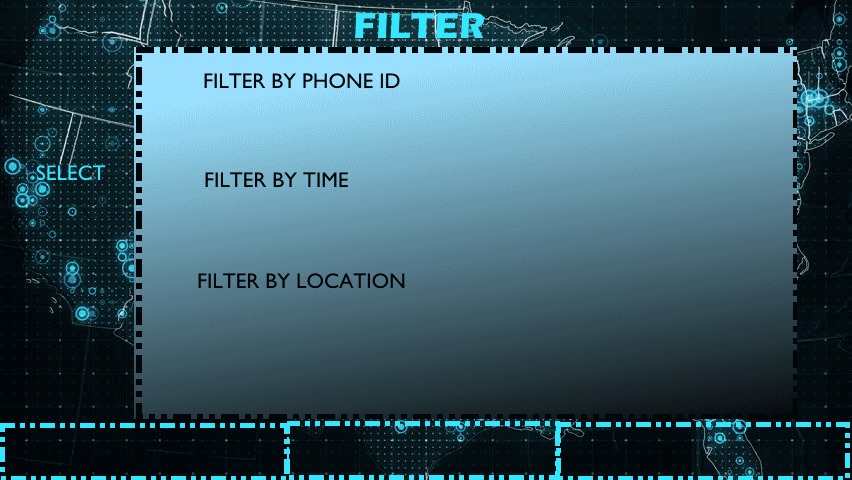 FILTER
FILTER BY PHONE ID
SELECT
FILTER BY TIME
FILTER BY LOCATION